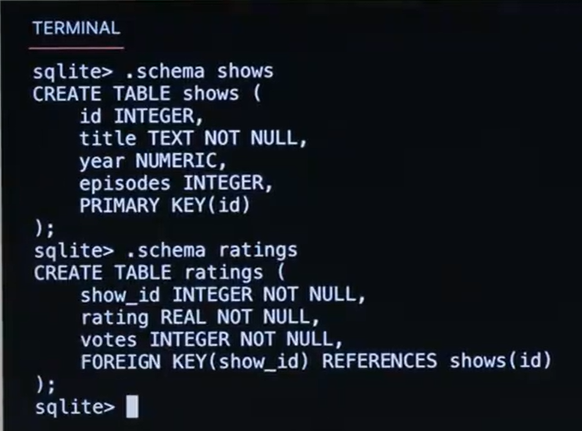 TERMINAL
sqlite> .schema shows
CREATE TABLE shows (
    id INTEGER,
    title TEXT NOT NULL,
    year NUMERIC,
    episodes INTEGER,
    PRIMARY KEY(id)
);
sqlite> .schema ratings
CREATE TABLE ratings (
    show_id INTEGER NOT NULL,
    rating REAL NOT NULL,
    votes INTEGER NOT NULL,
    FOREIGN KEY(show_id) REFERENCES shows(id)
);
sqlite>